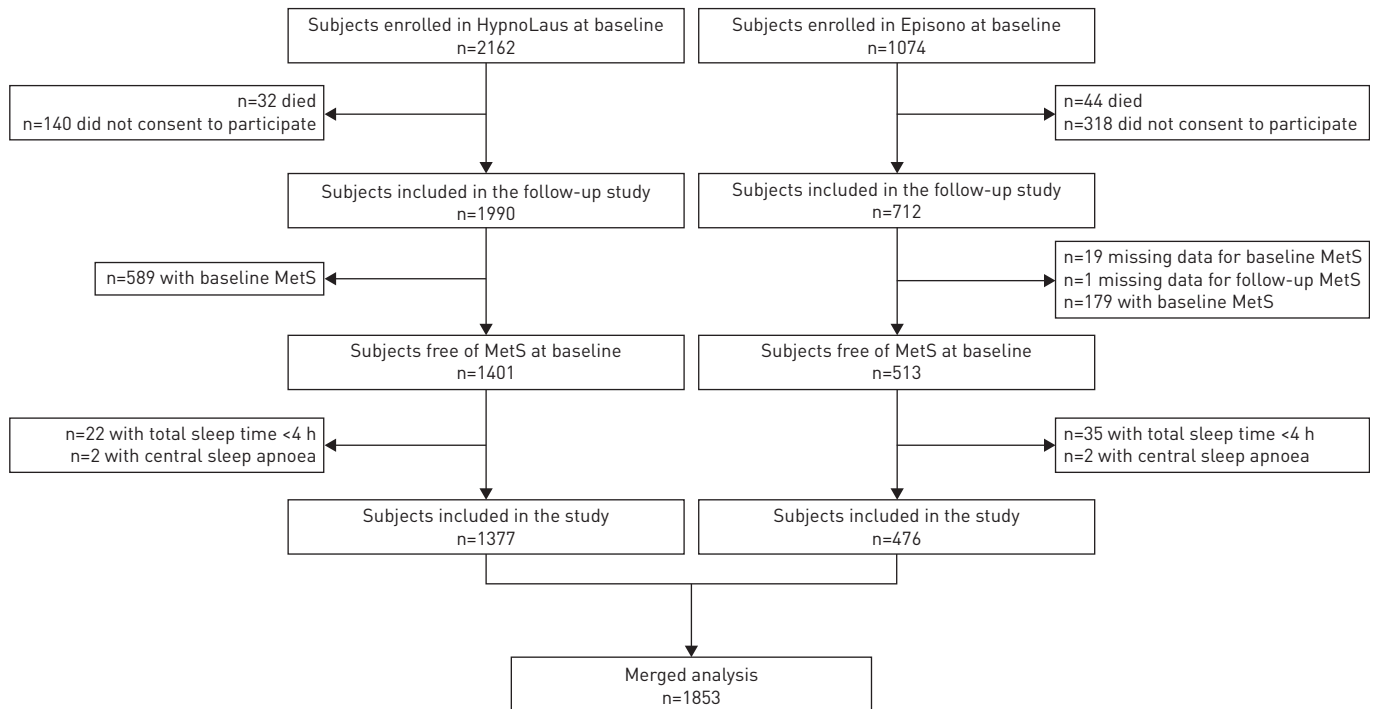 Subjects enrolled in HypnoLaus at baseline
n=2162
Subjects enrolled in Episono at baseline
n=1074
n=32 died
n=140 did not consent to participate
n=44 died
n=318 did not consent to participate
Subjects included in the follow-up study
n=1990
Subjects included in the follow-up study
n=712
n=589 with baseline MetS
n=19 missing data for baseline MetS
n=1 missing data for follow-up MetS
n=179 with baseline MetS
Subjects free of MetS at baseline
n=1401
Subjects free of MetS at baseline
n=513
n=22 with total sleep time <4 h
n=2 with central sleep apnoea
n=35 with total sleep time <4 h
n=2 with central sleep apnoea
Subjects included in the study
n=1377
Subjects included in the study
n=476
Merged analysis
n=1853